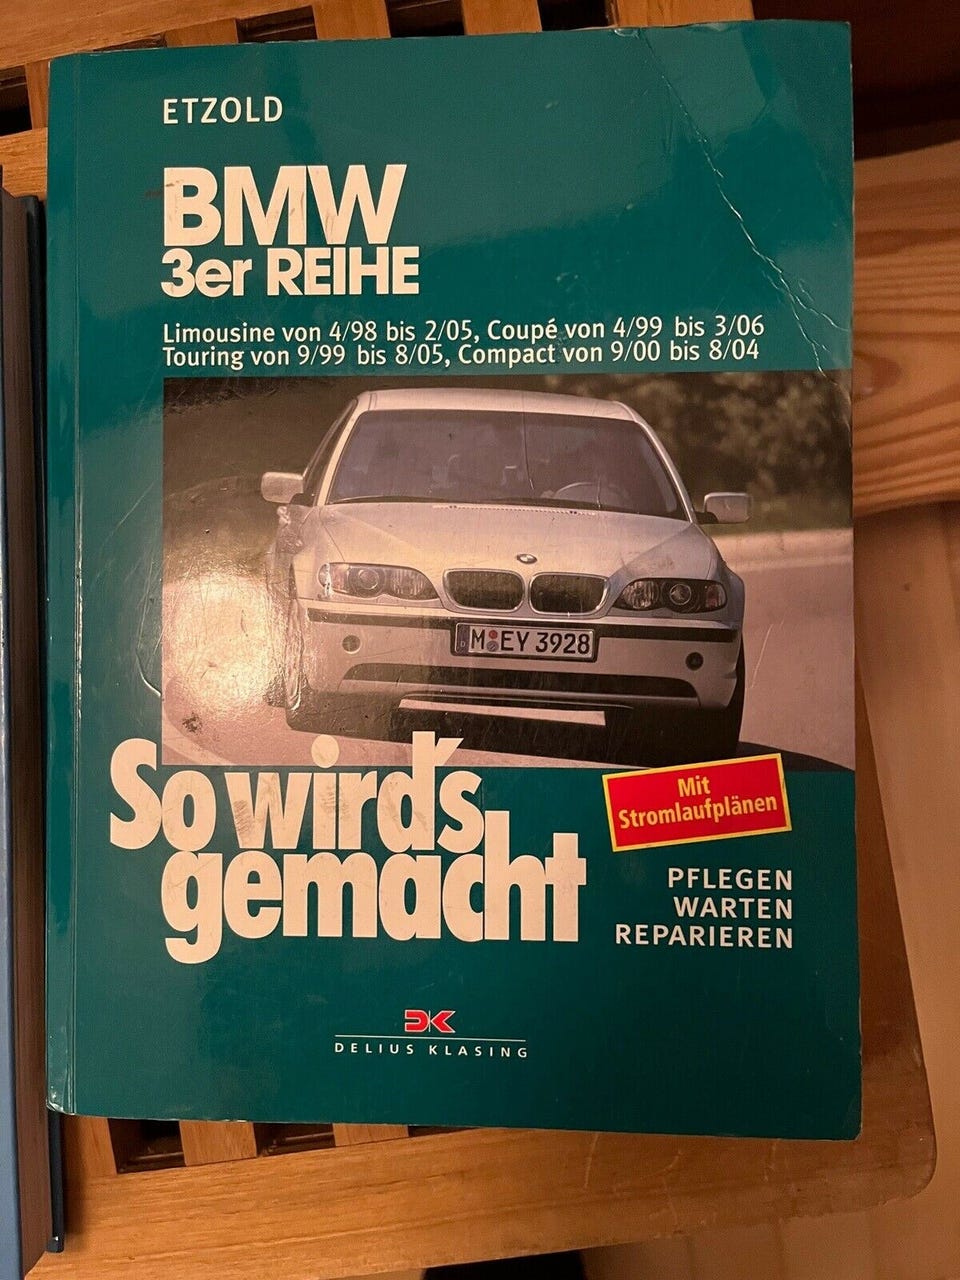 ETZOLD
BMW
3er REIHE
Limousine von 4/98 bis 2/05, Coupé von 4/99 bis 3/06
Touring von 9/99 bis 8/05, Compact von 9/00 bis 8/04
M EY 3928
So wird's
gemacht
Mit
Stromlaufplänen
PFLEGEN
WARTEN
REPARIEREN
DK
DELIUS KLASING